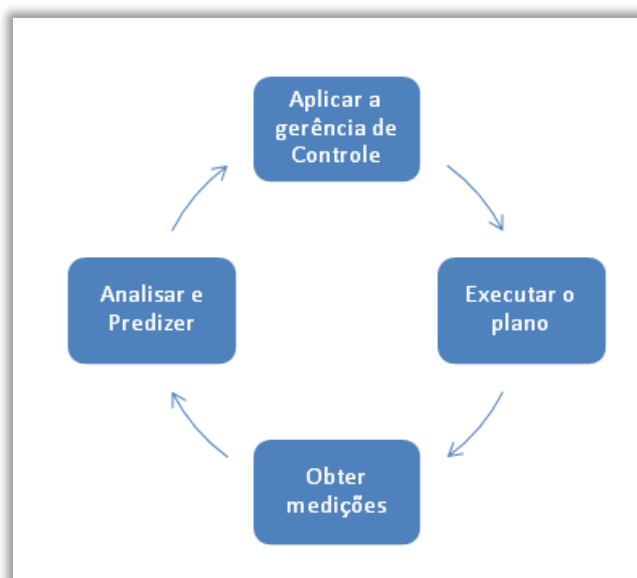 Aplicar a
gerência de
Controle
Executar o
plano
Obter
medições
Analisar e
Predizer